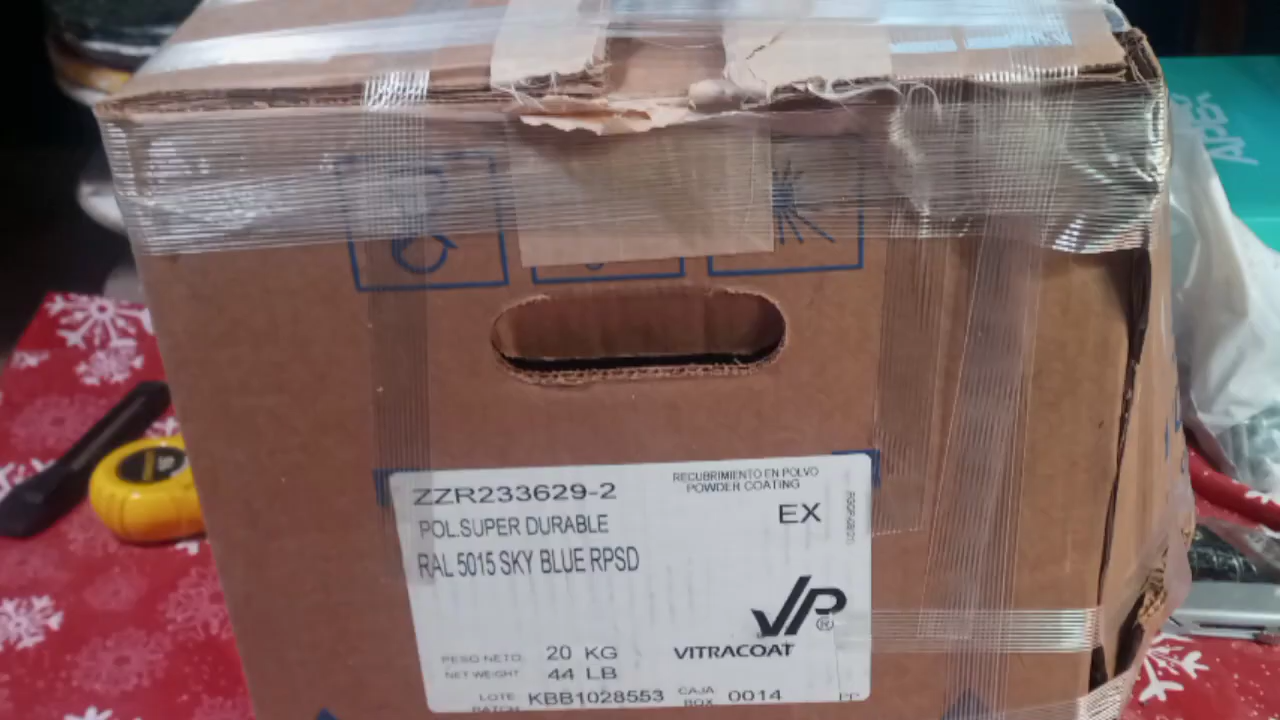 APEX
ZZR233629-2
RECUBRIMIENTO EN POLVO
POWDER COATING
EX
POL.SUPER DURABLE
RAL 5015 SKY BLUE RPSD
VP®
VITRACOAT
PESO NETO: 20 KG
NET WEIGHT: 44 LB
LOTE
BATCH KBB1028553
CAJA
BOX 0014